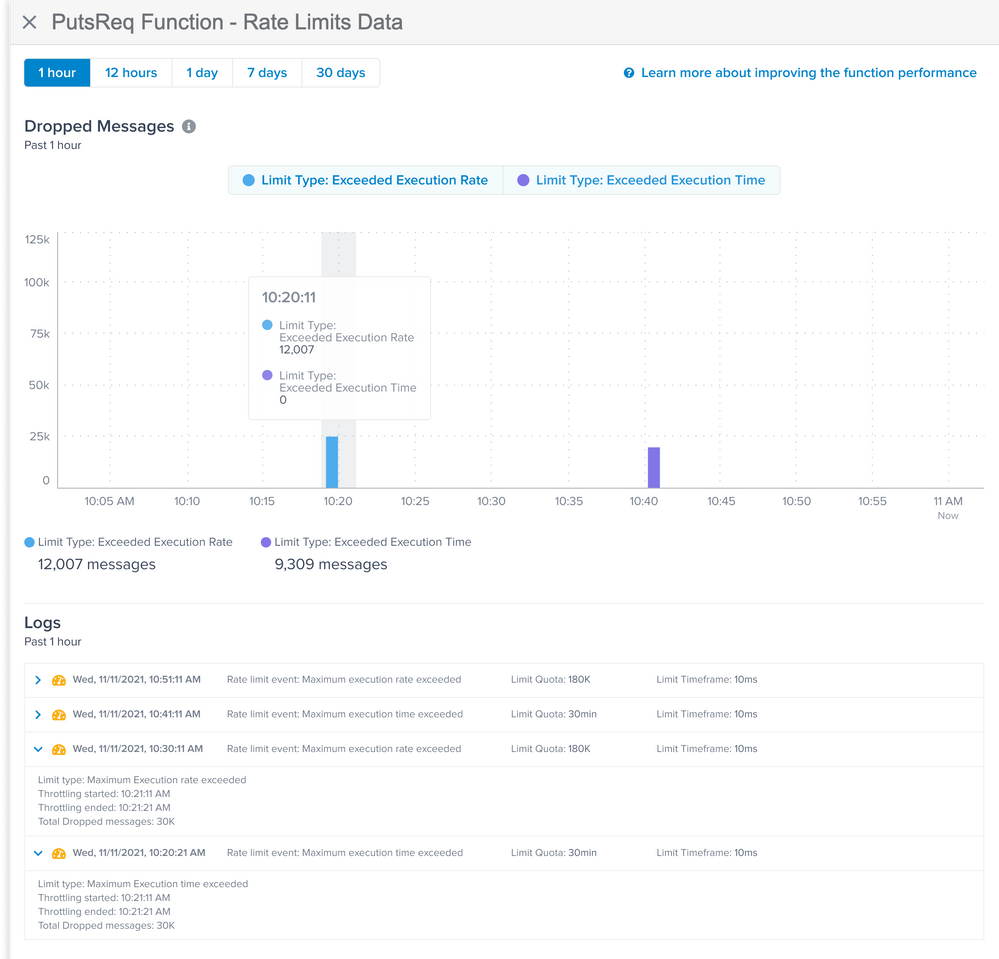 PutsReq Function - Rate Limits Data
1 hour 12 hours 1 day 7 days 30 days Learn more about improving the function performance
Dropped Messages
Past 1 hour
Limit Type: Exceeded Execution Rate Limit Type: Exceeded Execution Time
125k
100k
75k
50k
25k
0
10:20:11
Limit Type:
Exceeded Execution Rate
12,007
Limit Type:
Exceeded Execution Time
0
10:05 AM 10:10 10:15 10:20 10:25 10:30 10:35 10:40 10:45 10:50 10:55 11 AM
Now
Limit Type: Exceeded Execution Rate Limit Type: Exceeded Execution Time
12,007 messages 9,309 messages
Logs
Past 1 hour
Wed, 11/11/2021, 10:51:11 AM Rate limit event: Maximum execution rate exceeded Limit Quota: 180K Limit Timeframe: 10ms
Wed, 11/11/2021, 10:41:11 AM Rate limit event: Maximum execution time exceeded Limit Quota: 30min Limit Timeframe: 10ms
Wed, 11/11/2021, 10:30:11 AM Rate limit event: Maximum execution rate exceeded Limit Quota: 180K Limit Timeframe: 10ms
Limit type: Maximum Execution rate exceeded
Throttling started: 10:21:11 AM
Throttling ended: 10:21:21 AM
Total Dropped messages: 30K
Wed, 11/11/2021, 10:20:21 AM Rate limit event: Maximum execution time exceeded Limit Quota: 30min Limit Timeframe: 10ms
Limit type: Maximum Execution time exceeded
Throttling started: 10:21:11 AM
Throttling ended: 10:21:21 AM
Total Dropped messages: 30K